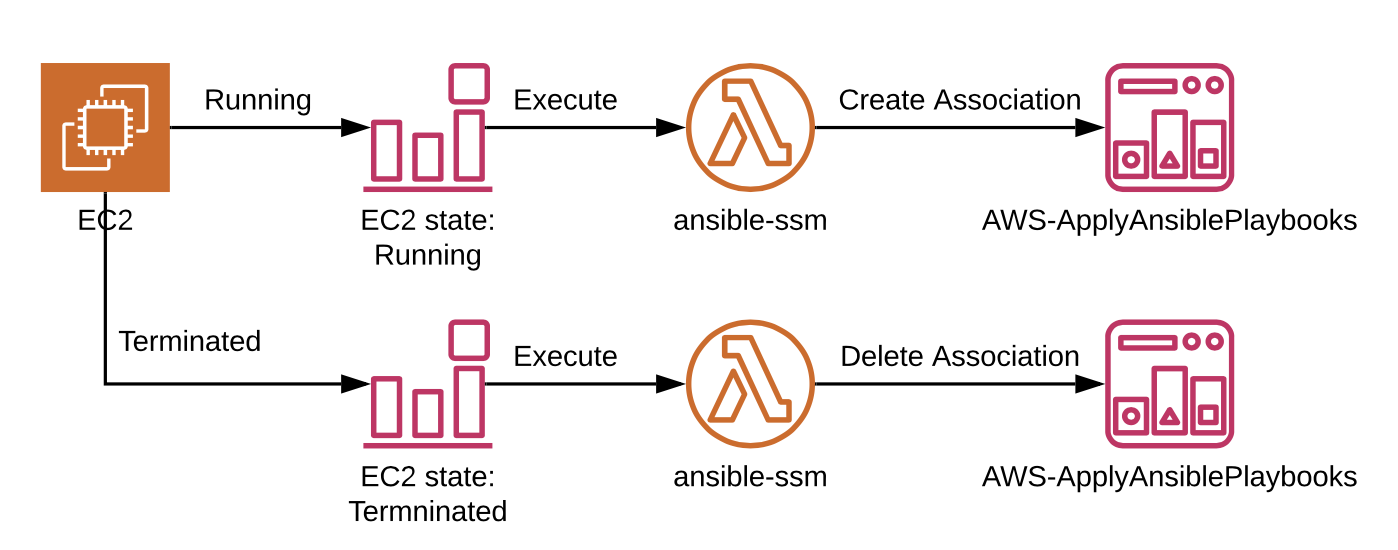 Running
Execute
Create Association
EC2
EC2 state:
Running
ansible-ssm
AWS-ApplyAnsiblePlaybooks
Terminated
Execute
Delete Association
EC2 state:
Termninated
ansible-ssm
AWS-ApplyAnsiblePlaybooks